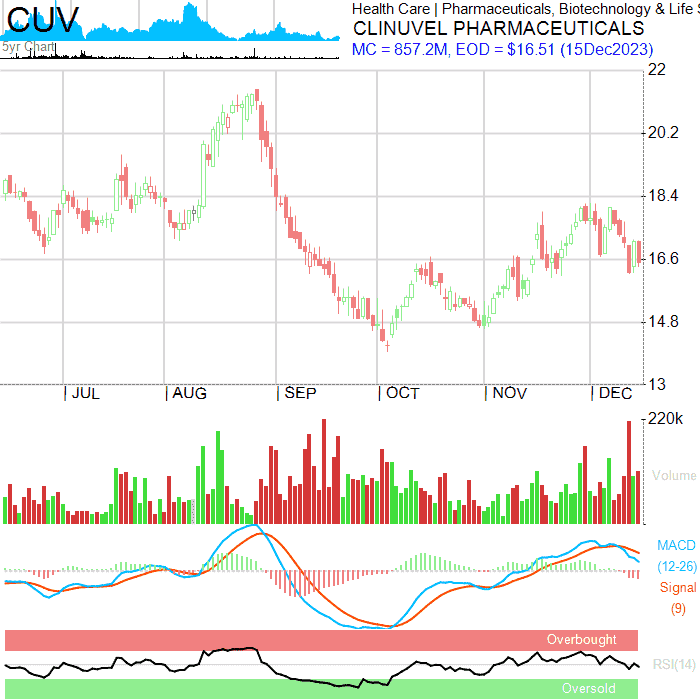 CUV
5yr Chart
Health Care | Pharmaceuticals, Biotechnology & Life S
CLINUVEL PHARMACEUTICALS
MC = 857.2M, EOD = $16.51 (15Dec2023)
22
20.2
18.4
16.6
14.8
13
| JUL | AUG | SEP | OCT | NOV | DEC
220k
Volume
MACD
(12-26)
Signal
(9)
Overbought
RSI(14)
Oversold